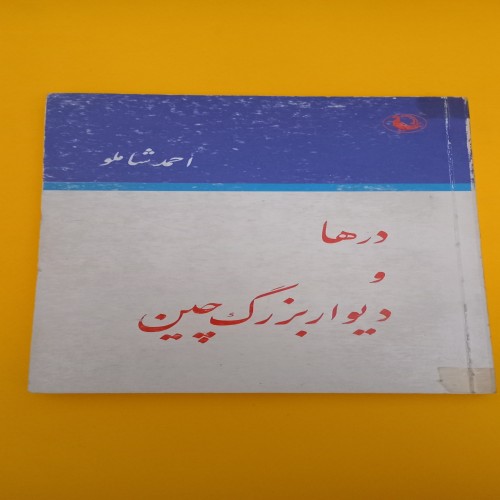 احمد شاملو
درها
و
دیوار بزرگ چین